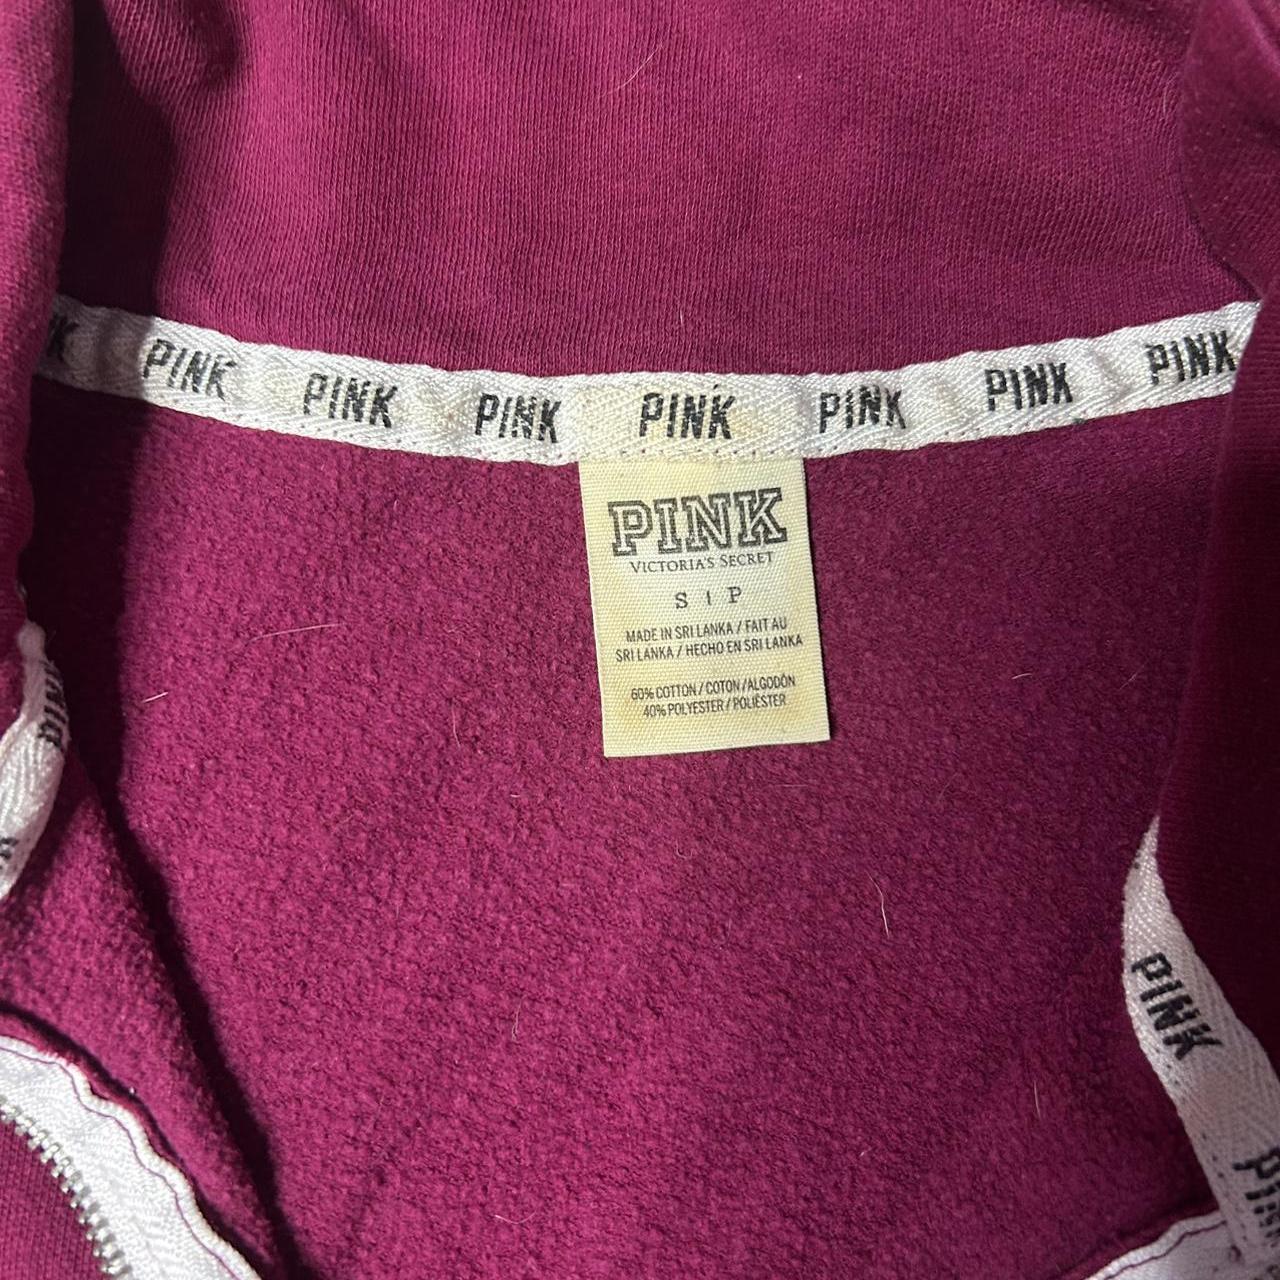 PINK PINK PINK PINK PINK PINK PINK
PINK
VICTORIA'S SECRET
S | P
MADE IN SRI LANKA / FAIT AU
SRI LANKA / HECHO EN SRI LANKA
60% COTTON / COTON / ALGODÓN
40% POLYESTER / POLIÉSTER
PINK
PINK